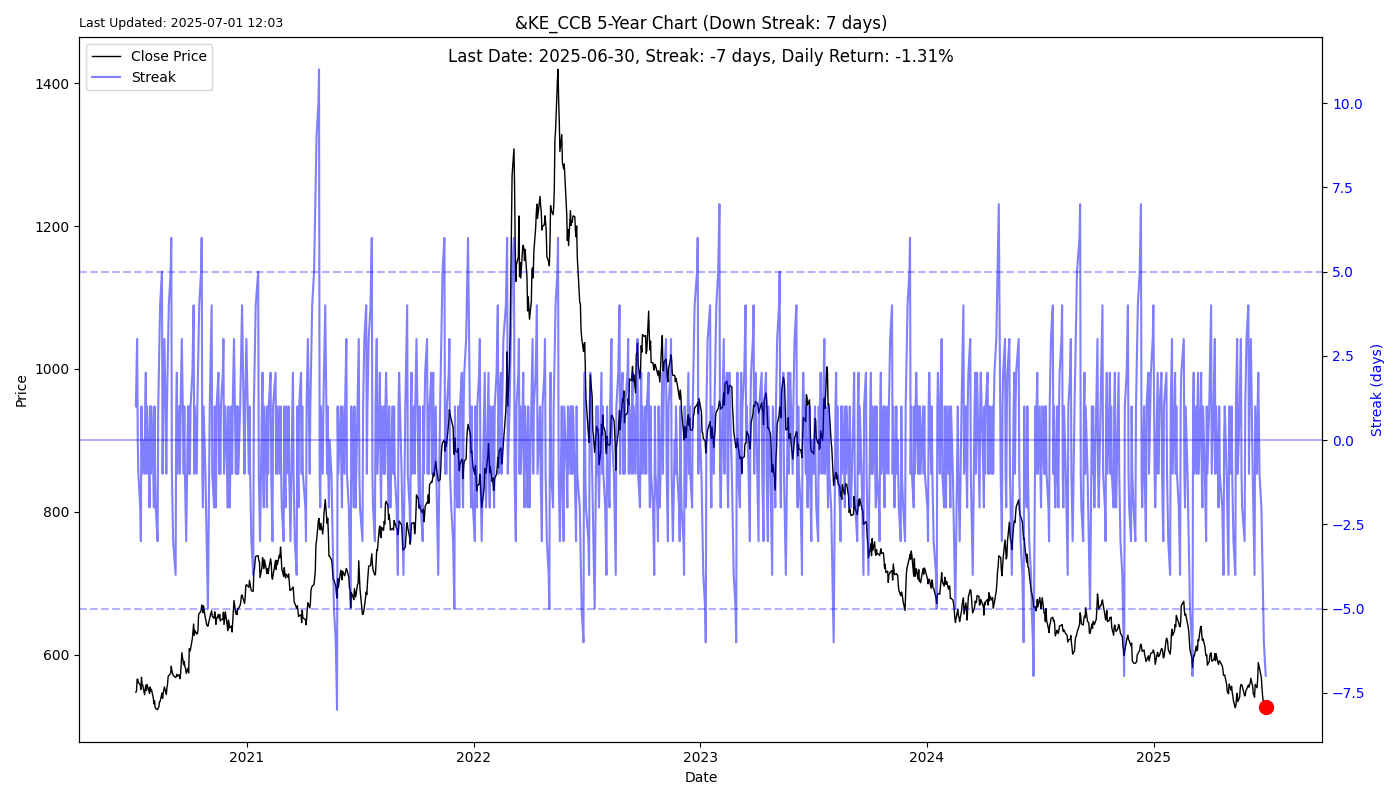 Last Updated: 2025-07-01 12:03
&KE_CCB 5-Year Chart (Down Streak: 7 days)
Last Date: 2025-06-30, Streak: -7 days, Daily Return: -1.31%
Close Price
Streak
Price
1400
1200
1000
800
600
10.0
7.5
5.0
2.5
0.0
−2.5
−5.0
−7.5
Streak (days)
2021
2022
2023
2024
2025
Date